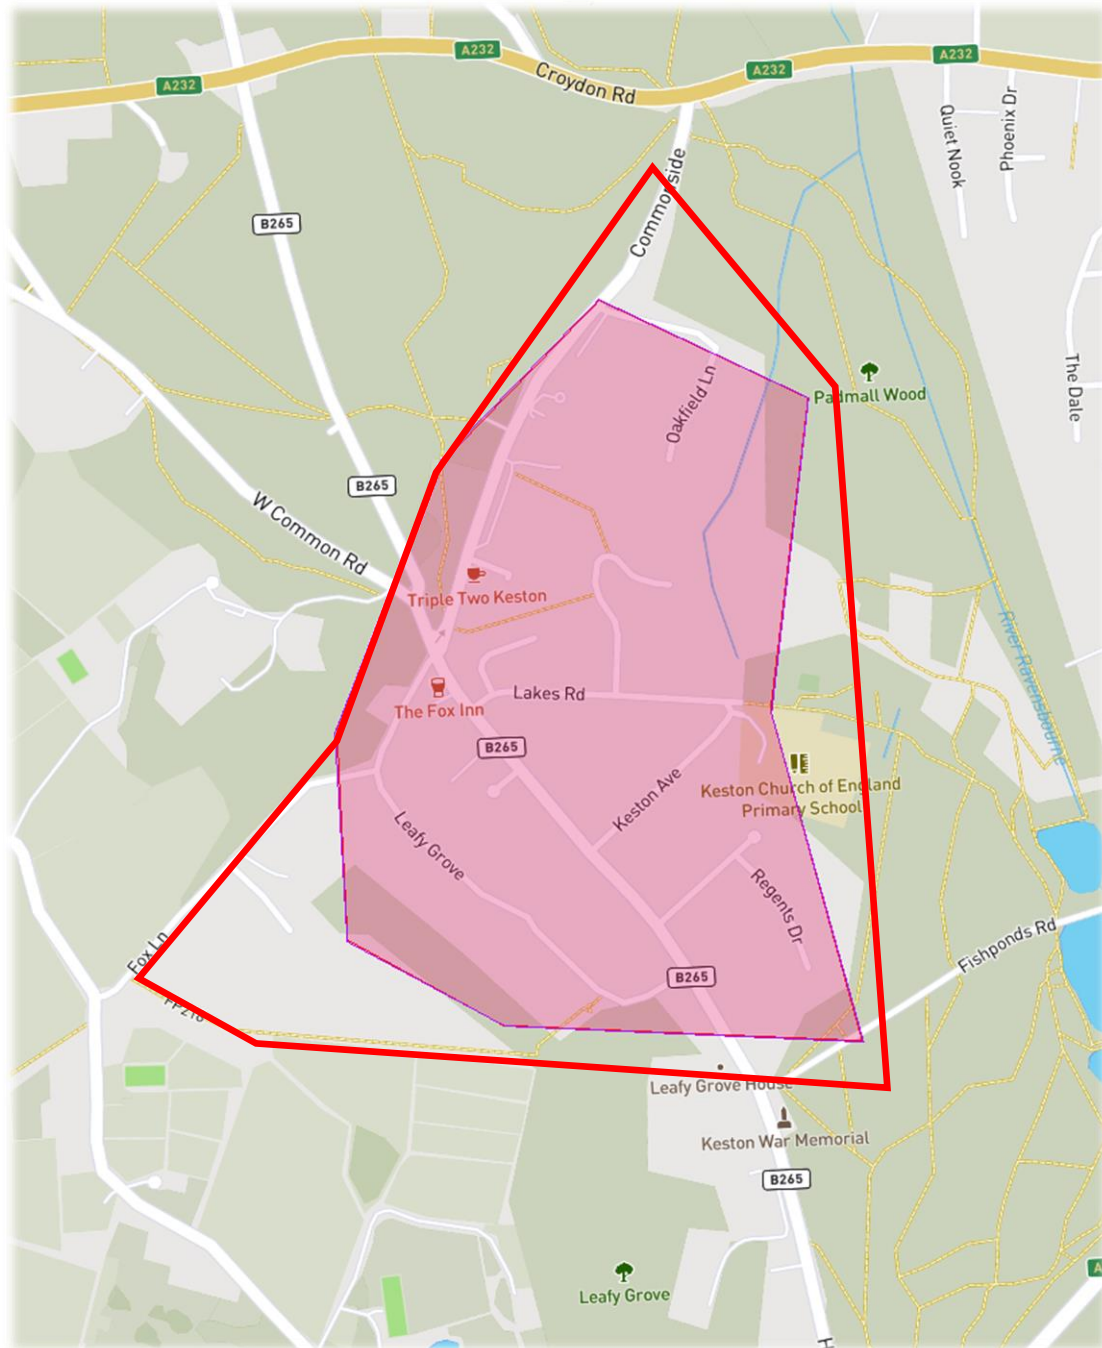 A232
A232
A232
A232
Croydon Rd
Quiet Nook
Phoenix Dr
Commonside
B265
The Dale
Padmall Wood
Oakfield Ln
B265
W Common Rd
Triple Two Keston
River Ravensbourne
Lakes Rd
The Fox Inn
B265
Keston Church of England
Primary School
Keston Ave
Leafy Grove
Regents Dr
Fox Ln
Fishponds Rd
B265
Leafy Grove House
Keston War Memorial
B265
Leafy Grove
A
H